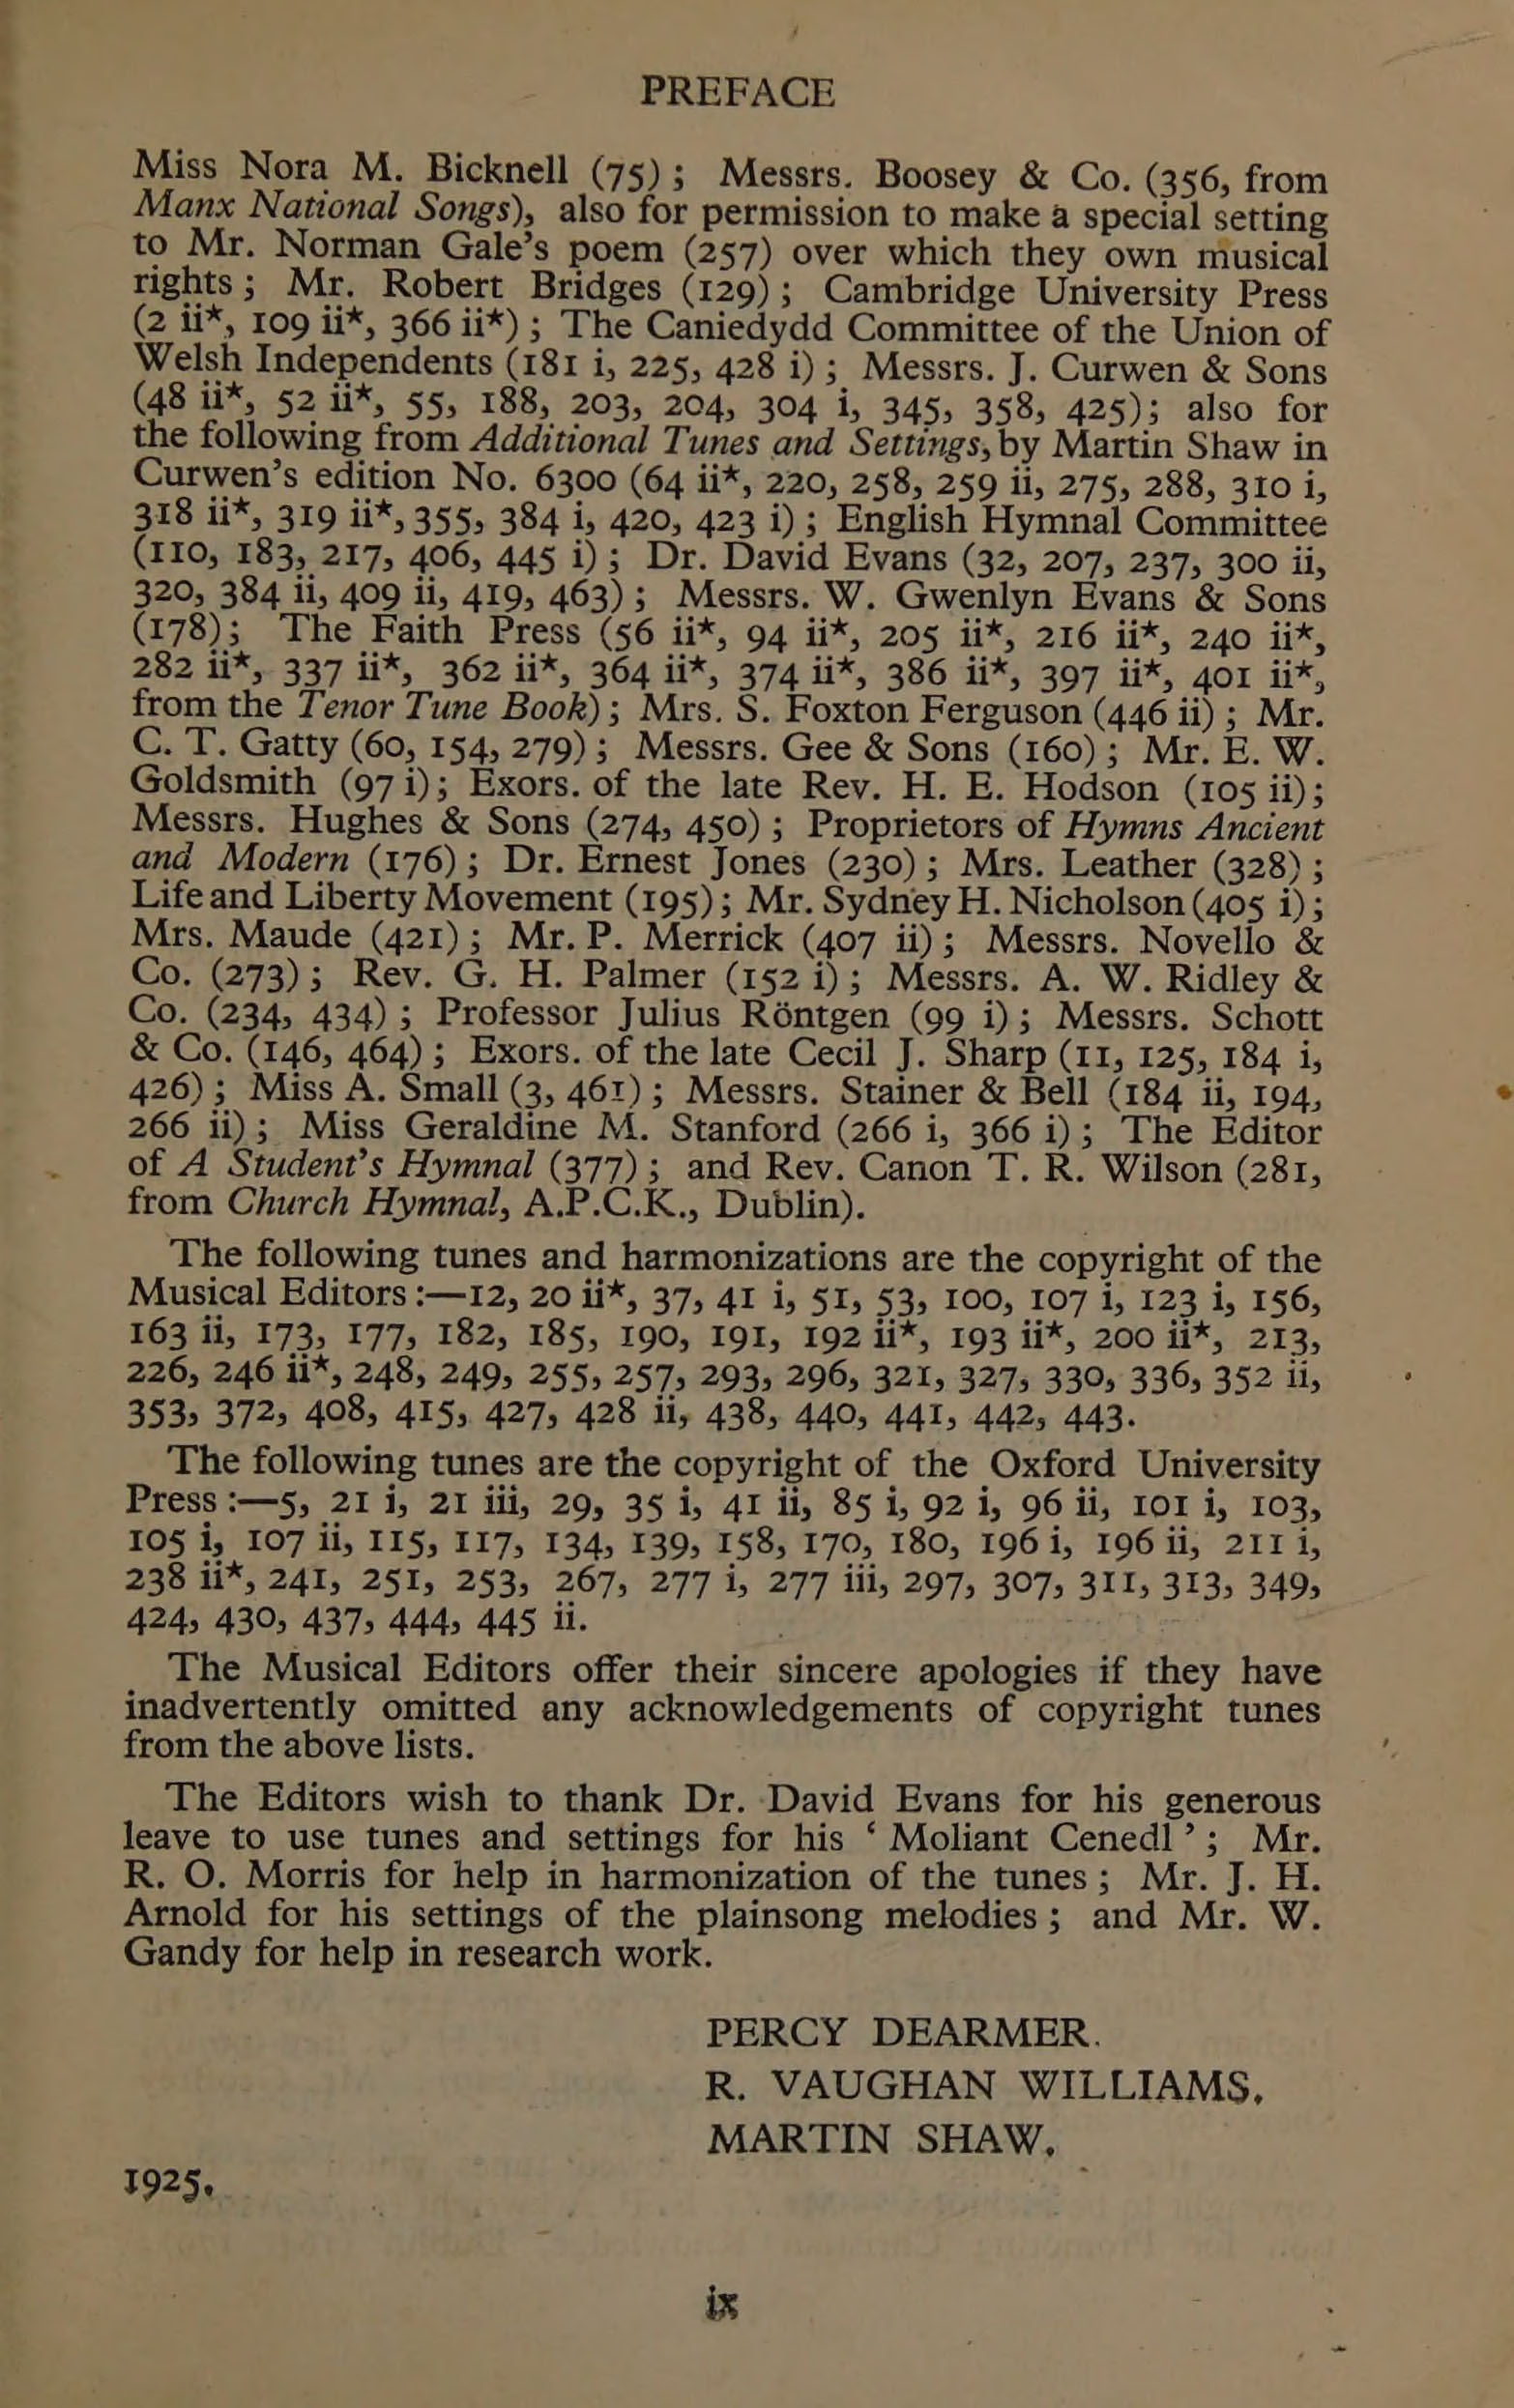 PREFACE
Miss Nora M. Bicknell (75) ; Messrs. Boosey & Co. (356, from
Manx National Songs), also for permission to make a special setting
to Mr. Norman Gale's poem (257) over which they own musical
rights ; Mr. Robert Bridges (129) ; Cambridge University Press
(2 ii*, 109 ii*, 366 ii*) ; The Caniedydd Committee of the Union of
Welsh Independents (181 i, 225, 428 i) ; Messrs. J. Curwen & Sons
(48 ii*, 52 ii*, 55, 188, 203, 204, 304 i, 345, 358, 425); also for
the following from Additional Tunes and Settings, by Martin Shaw in
Curwen's edition No. 6300 (64 ii*, 220, 258, 259 ii, 275, 288, 310 i,
318 ii*, 319 ii*, 355, 384 i, 420, 423 i) ; English Hymnal Committee
(110, 183, 217, 406, 445 i) ; Dr. David Evans (32, 207, 237, 300 ii,
320, 384 ii, 409 ii, 419, 463) ; Messrs. W. Gwenlyn Evans & Sons
(178); The Faith Press (56 ii*, 94 ii*, 205 ii*, 216 ii*, 240 ii*,
282 ii*, 337 ii*, 362 ii*, 364 ii*, 374 ii*, 386 ii*, 397 ii*, 401 ii*,
from the Tenor Tune Book) ; Mrs. S. Foxton Ferguson (446 ii) ; Mr.
C. T. Gatty (60, 154, 279) ; Messrs. Gee & Sons (160) ; Mr. E. W.
Goldsmith (97 i); Exors. of the late Rev. H. E. Hodson (105 ii);
Messrs. Hughes & Sons (274, 450) ; Proprietors of Hymns Ancient
and Modern (176) ; Dr. Ernest Jones (230) ; Mrs. Leather (328) ;
Life and Liberty Movement (195) ; Mr. Sydney H. Nicholson (405 i) ;
Mrs. Maude (421) ; Mr. P. Merrick (407 ii) ; Messrs. Novello &
Co. (273) ; Rev. G. H. Palmer (152 i) ; Messrs. A. W. Ridley &
Co. (234, 434) ; Professor Julius Röntgen (99 i) ; Messrs. Schott
& Co. (146, 464) ; Exors. of the late Cecil J. Sharp (11, 125, 184 i,
426) ; Miss A. Small (3, 461) ; Messrs. Stainer & Bell (184 ii, 194,
266 ii) ; Miss Geraldine M. Stanford (266 i, 366 i) ; The Editor
of A Student's Hymnal (377) ; and Rev. Canon T. R. Wilson (281,
from Church Hymnal, A.P.C.K., Dublin).
The following tunes and harmonizations are the copyright of the
Musical Editors :—12, 20 ii*, 37, 41 i, 51, 53, 100, 107 i, 123 i, 156,
163 ii, 173, 177, 182, 185, 190, 191, 192 ii*, 193 ii*, 200 ii*, 213,
226, 246 ii*, 248, 249, 255, 257, 293, 296, 321, 327, 330, 336, 352 ii,
353, 372, 408, 415, 427, 428 ii, 438, 440, 441, 442, 443.
The following tunes are the copyright of the Oxford University
Press :—5, 21 i, 21 iii, 29, 35 i, 41 ii, 85 i, 92 i, 96 ii, 101 i, 103,
105 i, 107 ii, 115, 117, 134, 139, 158, 170, 180, 196 i, 196 ii, 211 i,
238 ii*, 241, 251, 253, 267, 277 i, 277 iii, 297, 307, 311, 313, 349,
424, 430, 437, 444, 445 ii.
The Musical Editors offer their sincere apologies if they have
inadvertently omitted any acknowledgements of copyright tunes
from the above lists.
The Editors wish to thank Dr. David Evans for his generous
leave to use tunes and settings for his ‘ Moliant Cenedl ’ ; Mr.
R. O. Morris for help in harmonization of the tunes ; Mr. J. H.
Arnold for his settings of the plainsong melodies ; and Mr. W.
Gandy for help in research work.
PERCY DEARMER.
R. VAUGHAN WILLIAMS.
MARTIN SHAW.
1925.
ix